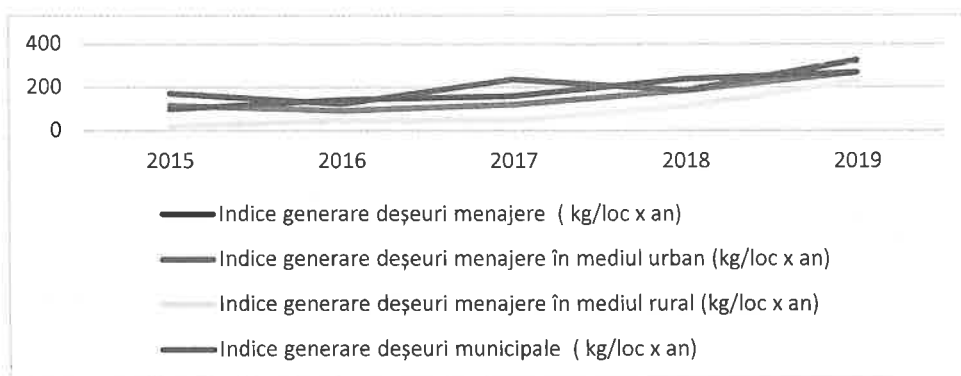 400
200
0
2015 2016 2017 2018 2019
Indice generare deșeuri menajere ( kg/loc x an)
Indice generare deșeuri menajere în mediul urban (kg/loc x an)
Indice generare deșeuri menajere în mediul rural (kg/loc x an)
Indice generare deșeuri municipale ( kg/loc x an)